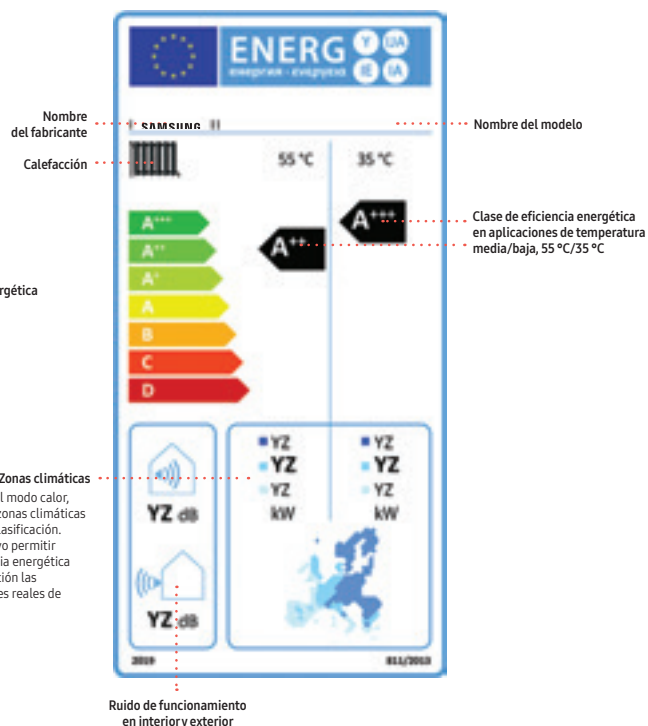 ENERG Y IJA
енергия · ενεργεια IE IA
Nombre
del fabricante
SAMSUNG
Nombre del modelo
Calefacción
55 °C 35 °C
A+++
A++
A+
A
B
C
D
A++
A+++
Clase de eficiencia energética
en aplicaciones de temperatura
media/baja, 55 °C/35 °C
rgética
Zonas climáticas
l modo calor,
zonas climáticas
lasificación.
vo permitir
ia energética
ción las
es reales de
YZ dB
YZ dB
YZ
YZ
YZ
kW
YZ
YZ
YZ
kW
2019 811/2013
Ruido de funcionamiento
en interior y exterior